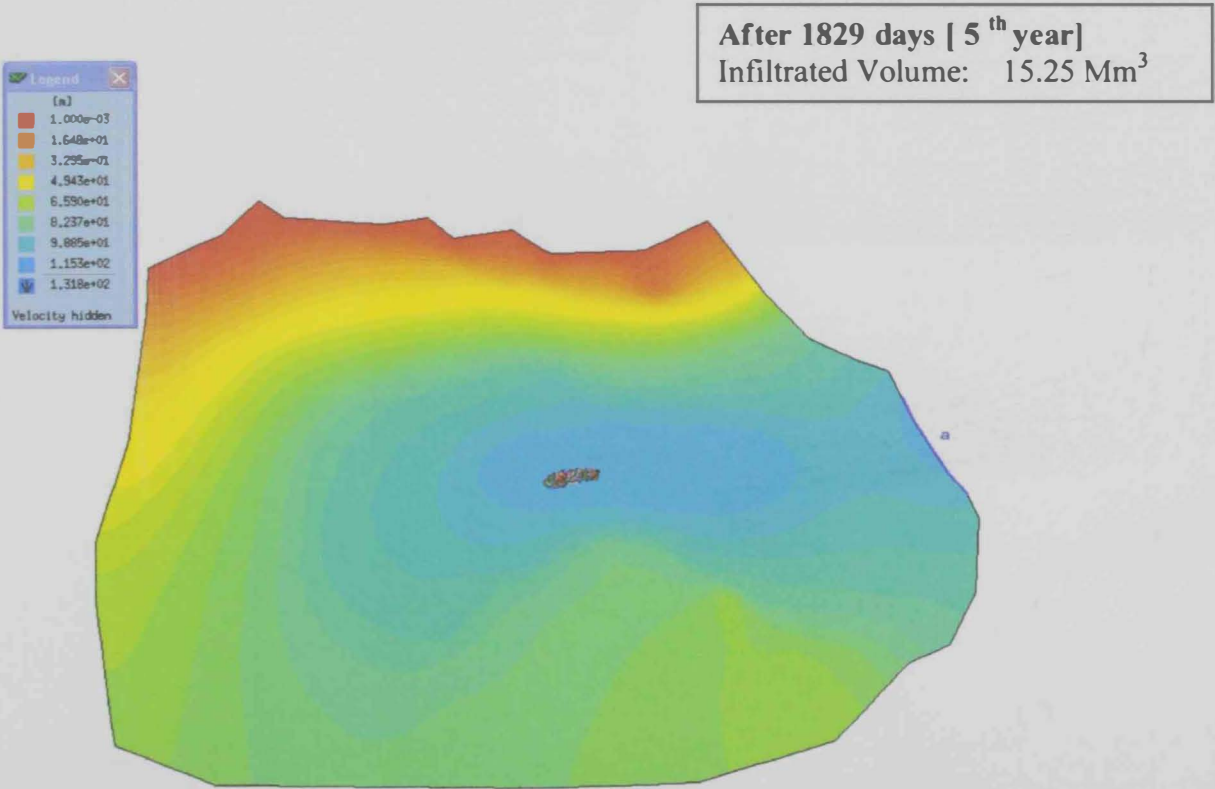 After 1829 days [ 5 th year]
Infiltrated Volume: 15.25 Mm3
Legend
[m]
1.000e-03
1.648e+01
3.295e+01
4.943e+01
6.590e+01
8.237e+01
9.885e+01
1.153e+02
1.318e+02
Velocity hidden
a